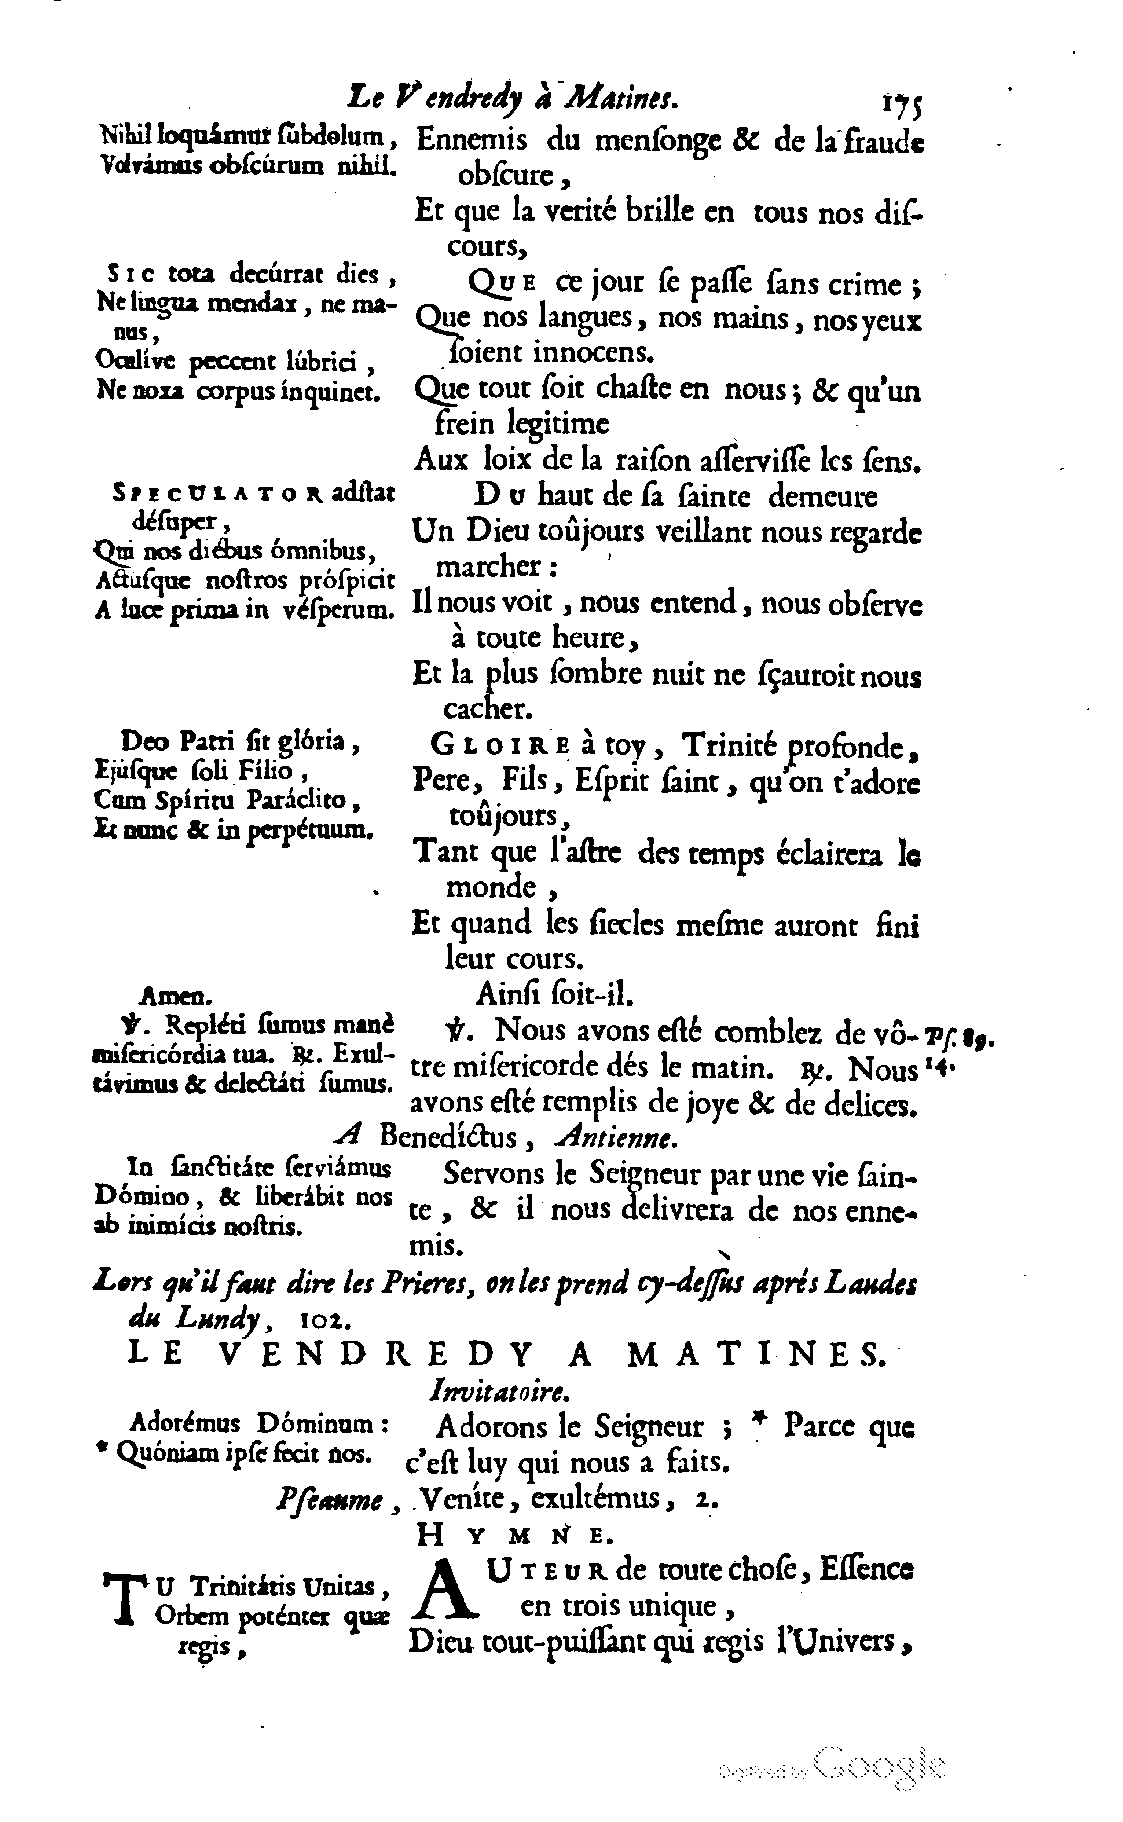 Le Vendredy à Matines. 175
Nihil loquámur ſúbdolum,
Volvámus obſcúrum nihil.
Ennemis du menſonge & de la fraude
obſcure,
Et que la verité brille en tous nos diſ-
cours,
SIC tota decúrrat dies,
Ne lingua mendax, ne ma-
nus,
Oculíve peccent lúbrici,
Ne noxa corpus ínquinet.
QUE ce jour ſe paſſe ſans crime;
Que nos langues, nos mains, nos yeux
ſoient innocens.
Que tout ſoit chaſte en nous; & qu'un
frein legitime
Aux loix de la raiſon aſſerviſſe les ſens.
SPECULATOR adſtat
déſuper,
Qui nos diébus ómnibus,
Actúſque noſtros próſpicit
A luce prima in véſperum.
DU haut de ſa ſainte demeure
Un Dieu toûjours veillant nous regarde
marcher:
Il nous voit, nous entend, nous obſerve
à toute heure,
Et la plus ſombre nuit ne ſçauroit nous
cacher.
Deo Patri ſit glória,
Ejúſque ſoli Fílio,
Cum Spíritu Paráclito,
Et nunc & in perpétuum.
GLOIRE à toy, Trinité profonde,
Pere, Fils, Eſprit ſaint, qu'on t'adore
toûjours,
Tant que l'aſtre des temps éclairera le
monde,
Et quand les ſiecles meſme auront fini
leur cours.
Amen.
Ainſi ſoit-il.
℣. Repléti ſumus manè
miſericórdia tua. ℟. Exul-
távimus & delectáti ſumus.
℣. Nous avons eſté comblez de vô-
tre miſericorde dés le matin. ℟. Nous
avons eſté remplis de joye & de delices.
Pſ. 89.
14.
A Benedíctus, Antienne.
In ſanctitáte ſerviámus
Dómino, & liberábit nos
ab inimícis noſtris.
Servons le Seigneur par une vie ſain-
te, & il nous delivrera de nos enne-
mis.
Lors qu'il faut dire les Prieres, on les prend cy-deſſus aprés Laudes
du Lundy, 102.
LE VENDREDY A MATINES.
Invitatoire.
Adorémus Dóminum:
* Quóniam ipſe fecit nos.
Adorons le Seigneur; * Parce que
c'eſt luy qui nous a faits.
Pſeaume, Veníte, exultémus, 2.
HYMNE.
TU Trinitátis Unitas,
Orbem poténter quæ
regis,
AUTEUR de toute choſe, Eſſence
en trois unique,
Dieu tout-puiſſant qui regis l'Univers,
Digitized by Google